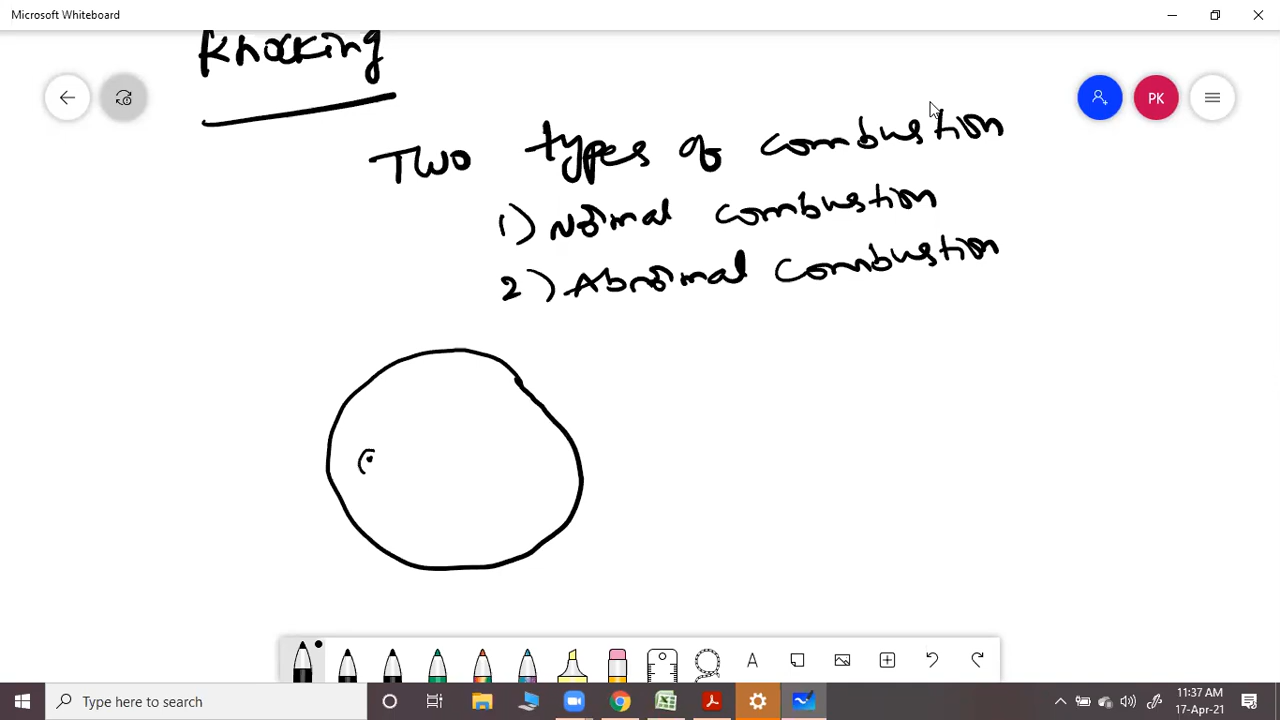 Microsoft Whiteboard
Knocking
PK
Two types of combustion
1) Normal combustion
2) Abnormal combustion
A
Type here to search
11:37 AM
17-Apr-21